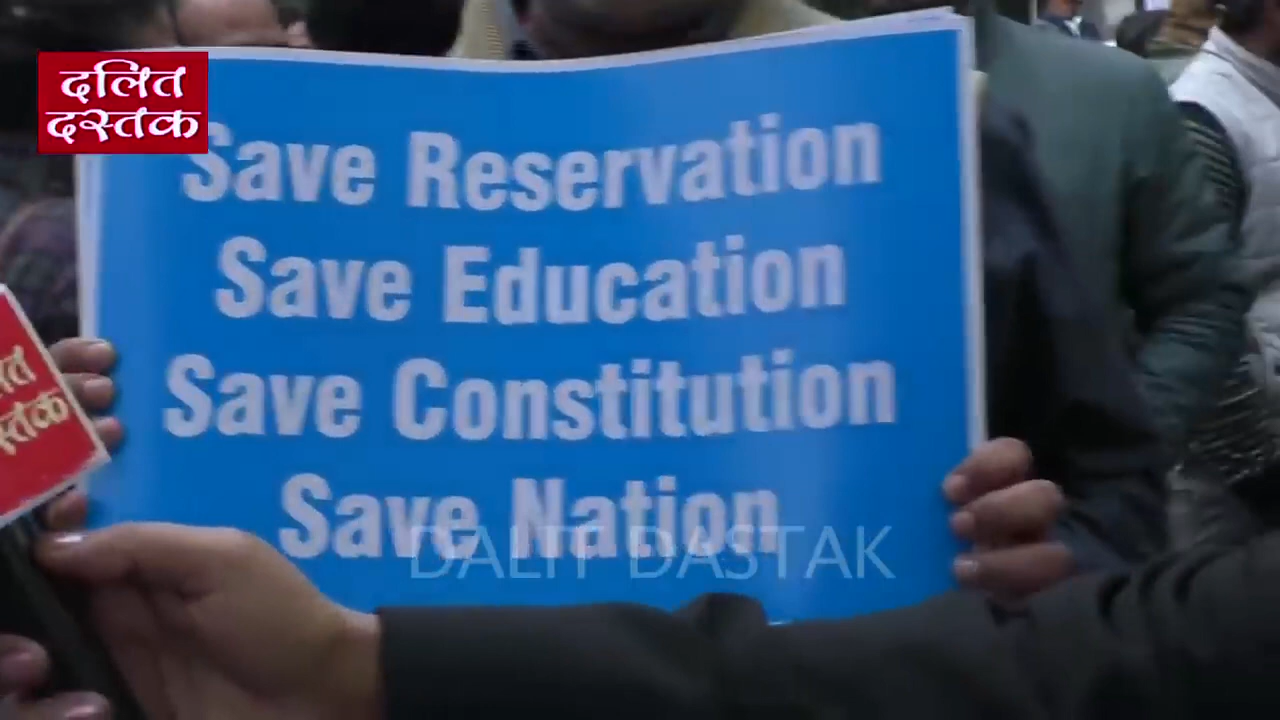 दलित
दस्तक
Save Reservation
Save Education
Save Constitution
Save Nation
DALIT DASTAK